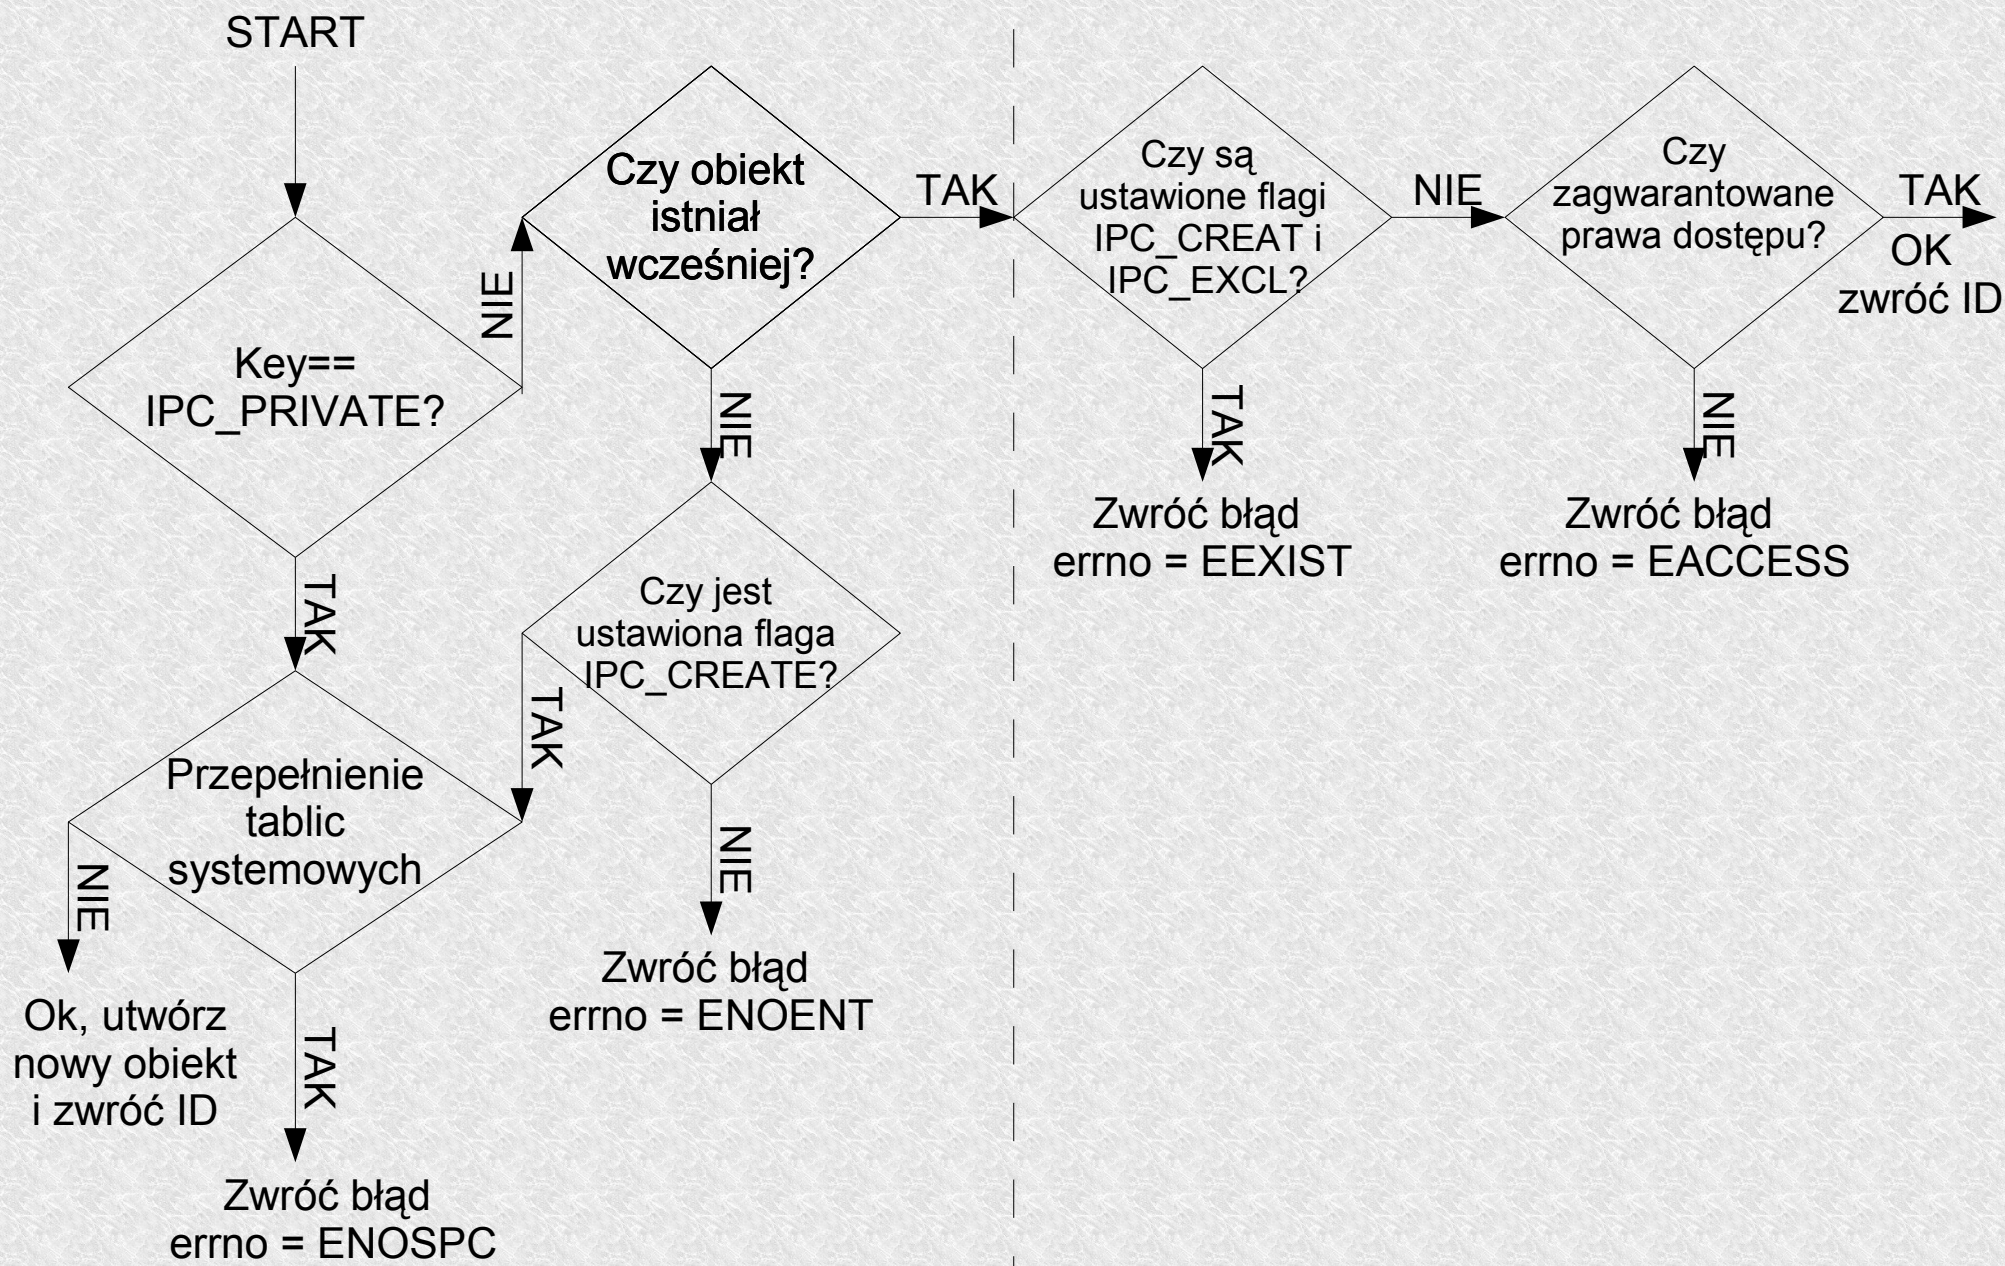 START
Key==
IPC_PRIVATE?
NIE
TAK
Czy obiekt
istniał
wcześniej?
TAK
NIE
Czy są
ustawione flagi
IPC_CREAT i
IPC_EXCL?
NIE
TAK
Zwróć błąd
errno = EEXIST
Czy
zagwarantowane
prawa dostępu?
TAK
OK
zwróć ID
NIE
Zwróć błąd
errno = EACCESS
Czy jest
ustawiona flaga
IPC_CREATE?
TAK
NIE
Zwróć błąd
errno = ENOENT
Przepełnienie
tablic
systemowych
NIE
Ok, utwórz
nowy obiekt
i zwróć ID
TAK
Zwróć błąd
errno = ENOSPC